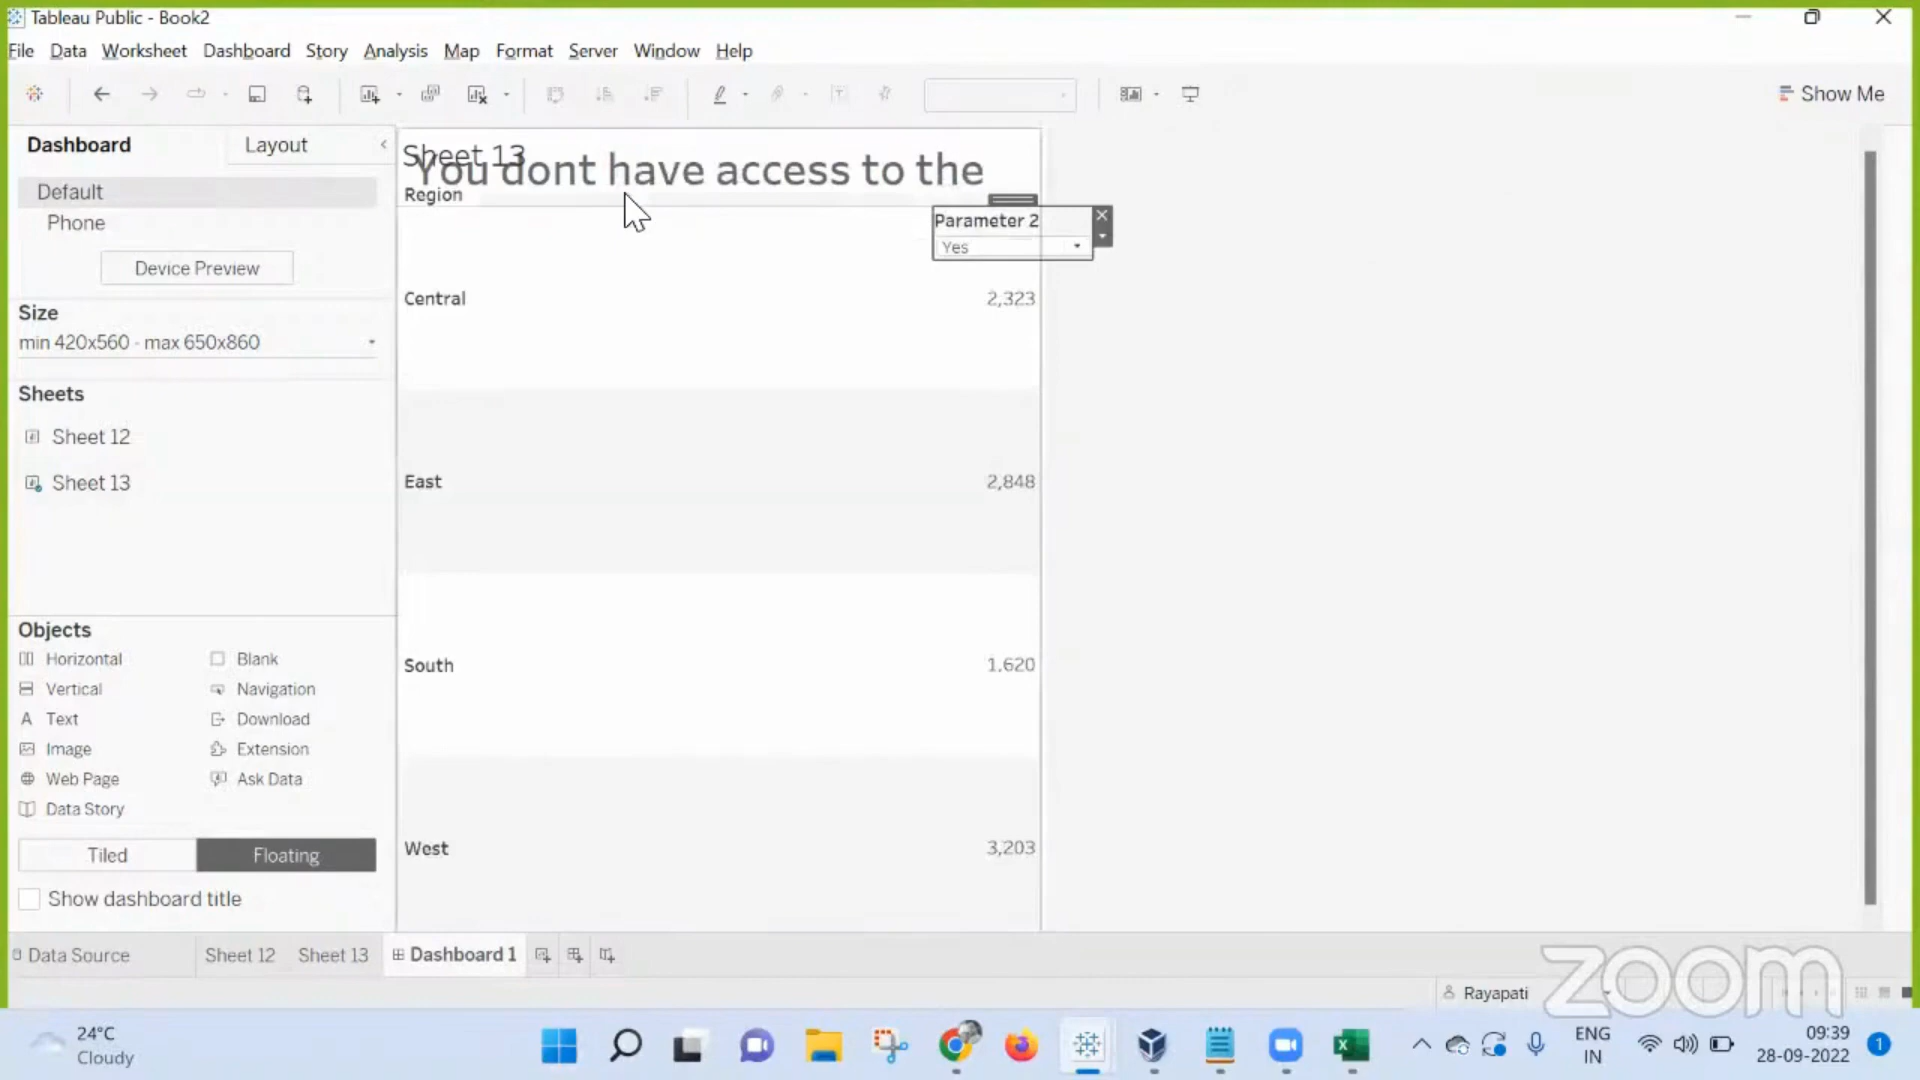 Tableau Public - Book2
File Data Worksheet Dashboard Story Analysis Map Format Server Window Help
Show Me
Dashboard
Layout
Default
Phone
Device Preview
Size
min 420x560 - max 650x860
Sheets
Sheet 12
Sheet 13
Objects
Horizontal
Blank
Vertical
Navigation
Text
Download
Image
Extension
Web Page
Ask Data
Data Story
Tiled
Floating
Show dashboard title
Sheet 13
You dont have access to the
Region
Parameter 2
Yes
Central 2,323
East 2,848
South 1,620
West 3,203
Data Source
Sheet 12
Sheet 13
Dashboard 1
Rayapati
zoom
24°C
Cloudy
ENG
IN
09:39
28-09-2022
1